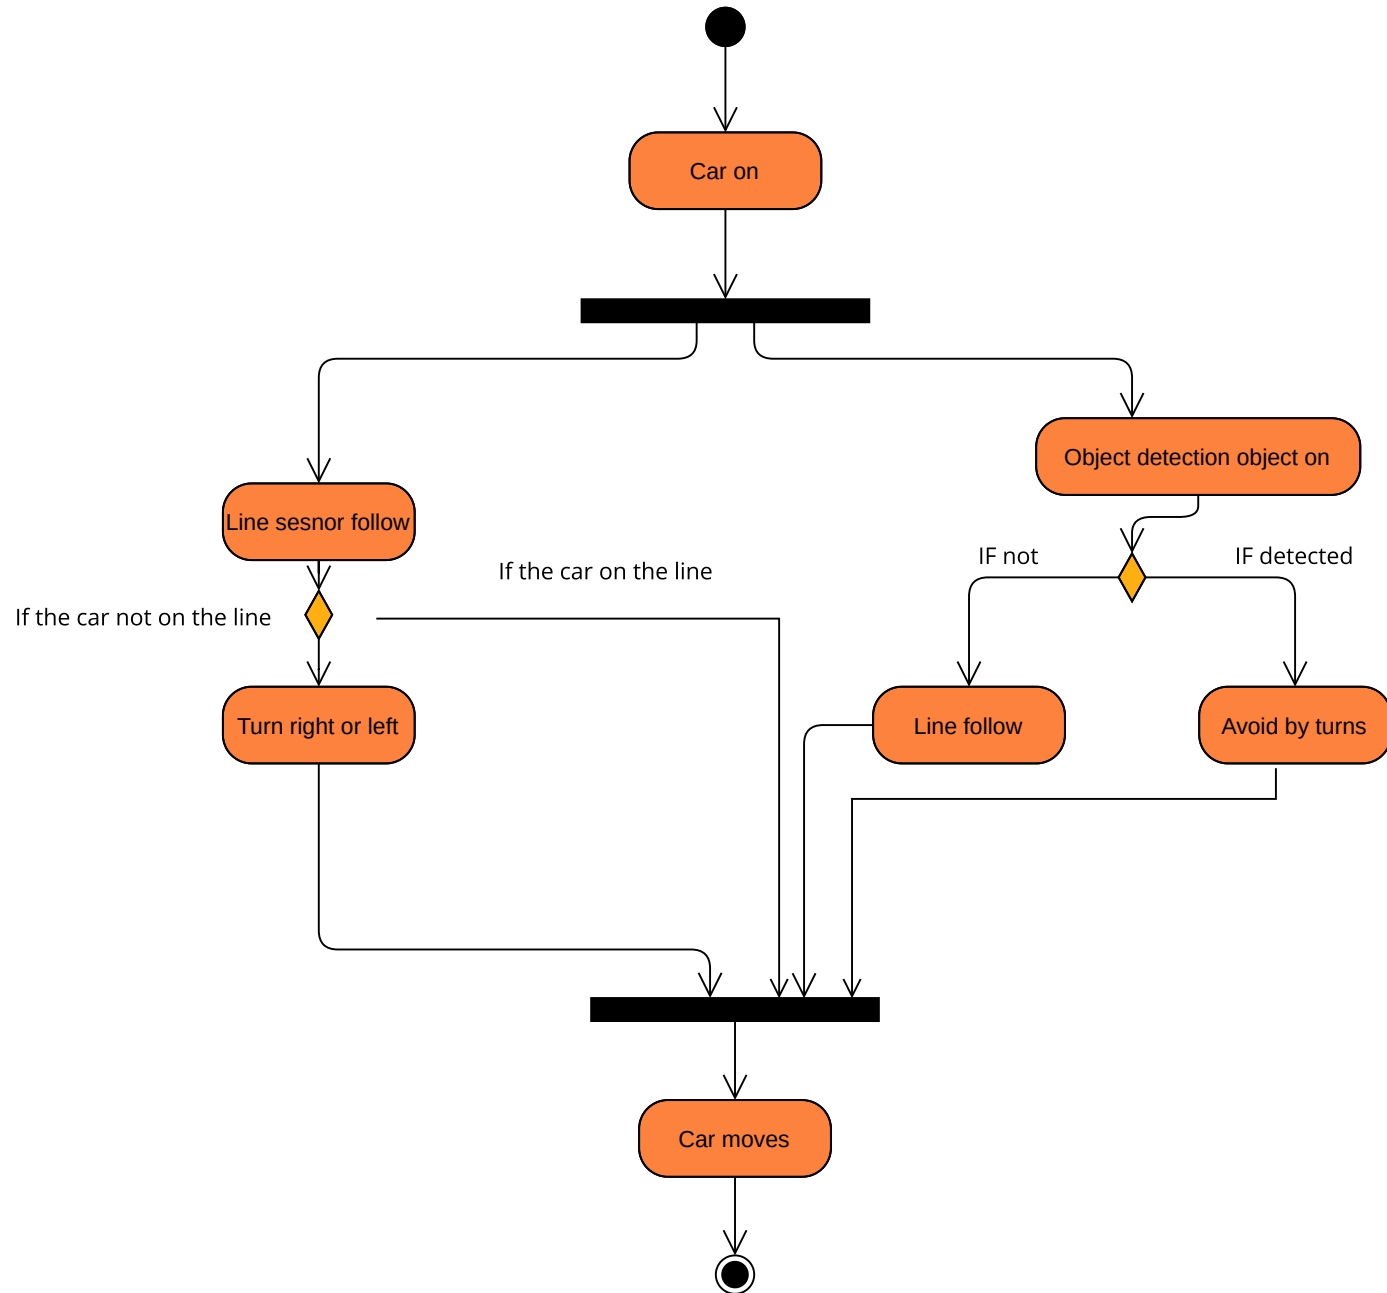 Car on
Object detection object on
Line sesnor follow
IF not
IF detected
If the car on the line
If the car not on the line
Turn right or left
Line follow
Avoid by turns
Car moves